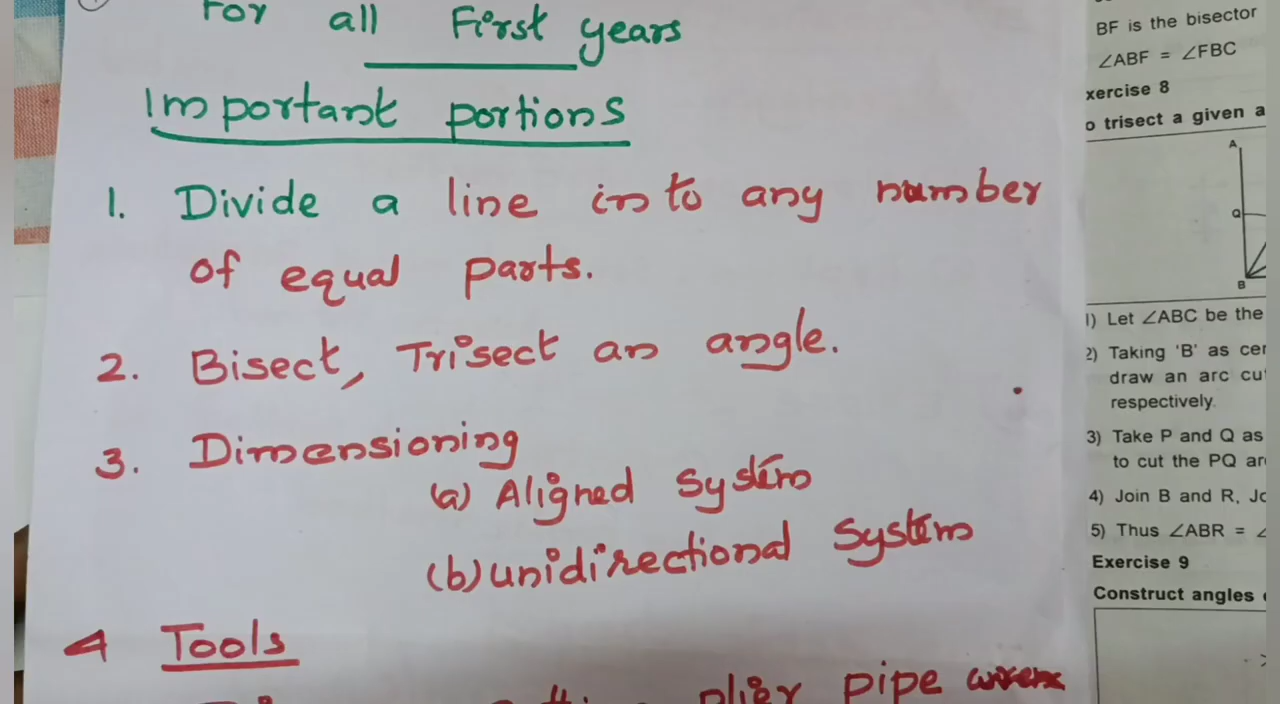 For all First years
Important portions
1. Divide a line into any number
of equal parts.
2. Bisect, Trisect an angle.
3. Dimensioning
(a) Aligned System
(b) unidirectional System
4 Tools
plier pipe
BF is the bisector
∠ABF = ∠FBC
xercise 8
o trisect a given a
A
Q
B
1) Let ∠ABC be the
2) Taking 'B' as cer
draw an arc cu
respectively.
3) Take P and Q as
to cut the PQ ar
4) Join B and R, Jo
5) Thus ∠ABR = ∠
Exercise 9
Construct angles